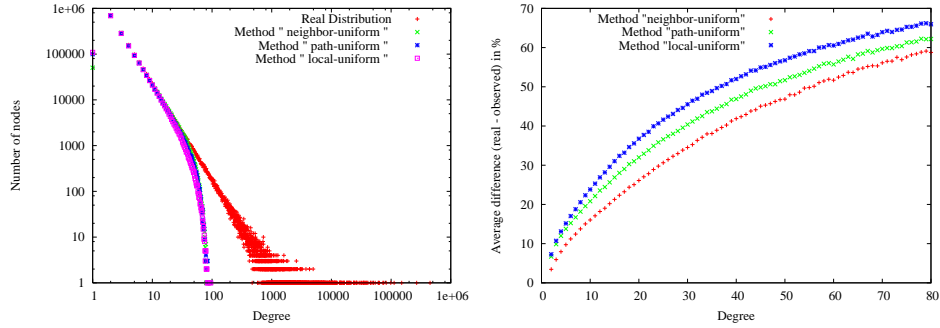 Real Distribution
Method " neighbor-uniform "
Method " path-uniform "
Method " local-uniform "
Number of nodes
100000
10000
1000
100
10
1
1 10 100 1000 10000 100000 1e+06
Degree
Method "neighbor-uniform"
Method "path-uniform"
Method "local-uniform"
Average difference (real - observed) in %
70
60
50
40
30
20
10
0
0 10 20 30 40 50 60 70 80
Degree